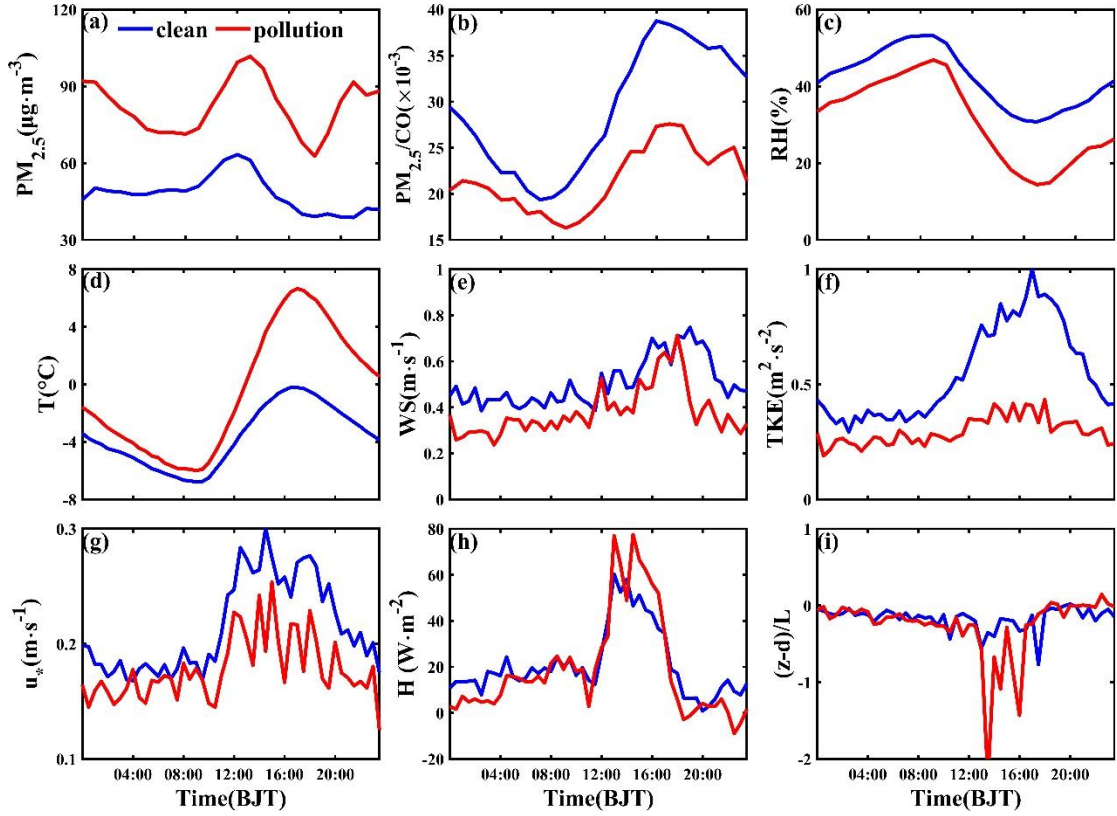 (a) clean pollution
PM2.5(μg·m-3)
120
90
60
30
(b)
PM2.5/CO(×10-3)
40
35
30
25
20
15
(c)
RH(%)
60
40
20
0
(d)
T(°C)
8
4
0
-4
-8
(e)
WS(m·s-1)
1
0.8
0.6
0.4
0.2
0
(f)
TKE(m2·s-2)
1
0.5
0
(g)
u*(m·s-1)
0.3
0.2
0.1
04:00 08:00 12:00 16:00 20:00
Time(BJT)
(h)
H (W·m-2)
80
60
40
20
0
-20
04:00 08:00 12:00 16:00 20:00
Time(BJT)
(i)
(z-d)/L
1
0
-1
-2
04:00 08:00 12:00 16:00 20:00
Time(BJT)